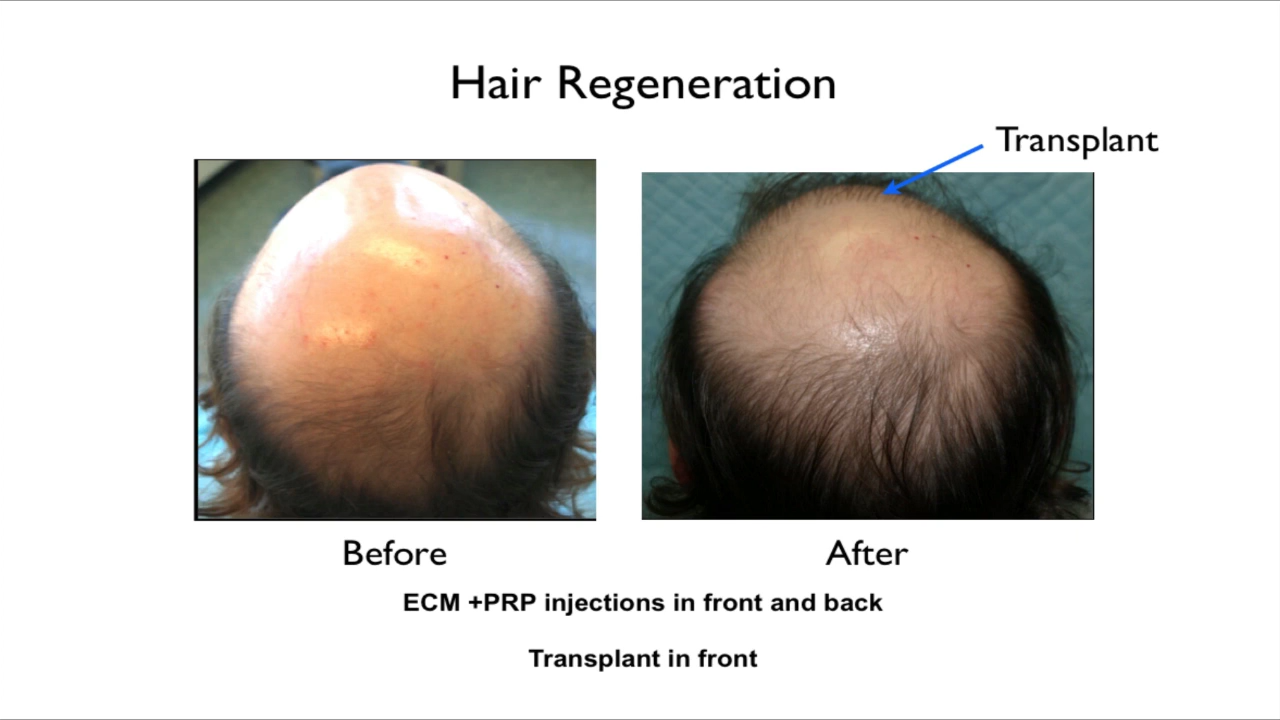 Hair Regeneration
Transplant
Before
After
ECM +PRP injections in front and back
Transplant in front